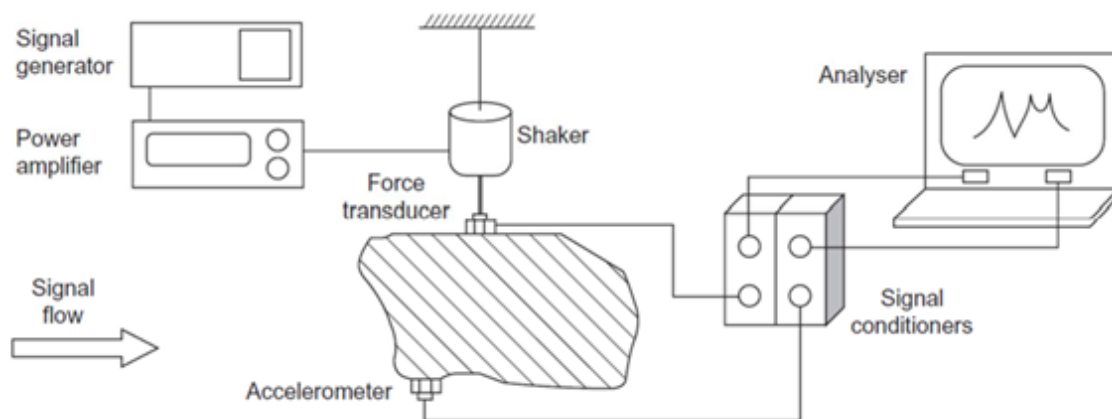 Signal
generator
Power
amplifier
Shaker
Force
transducer
Analyser
Signal
flow
Signal
conditioners
Accelerometer